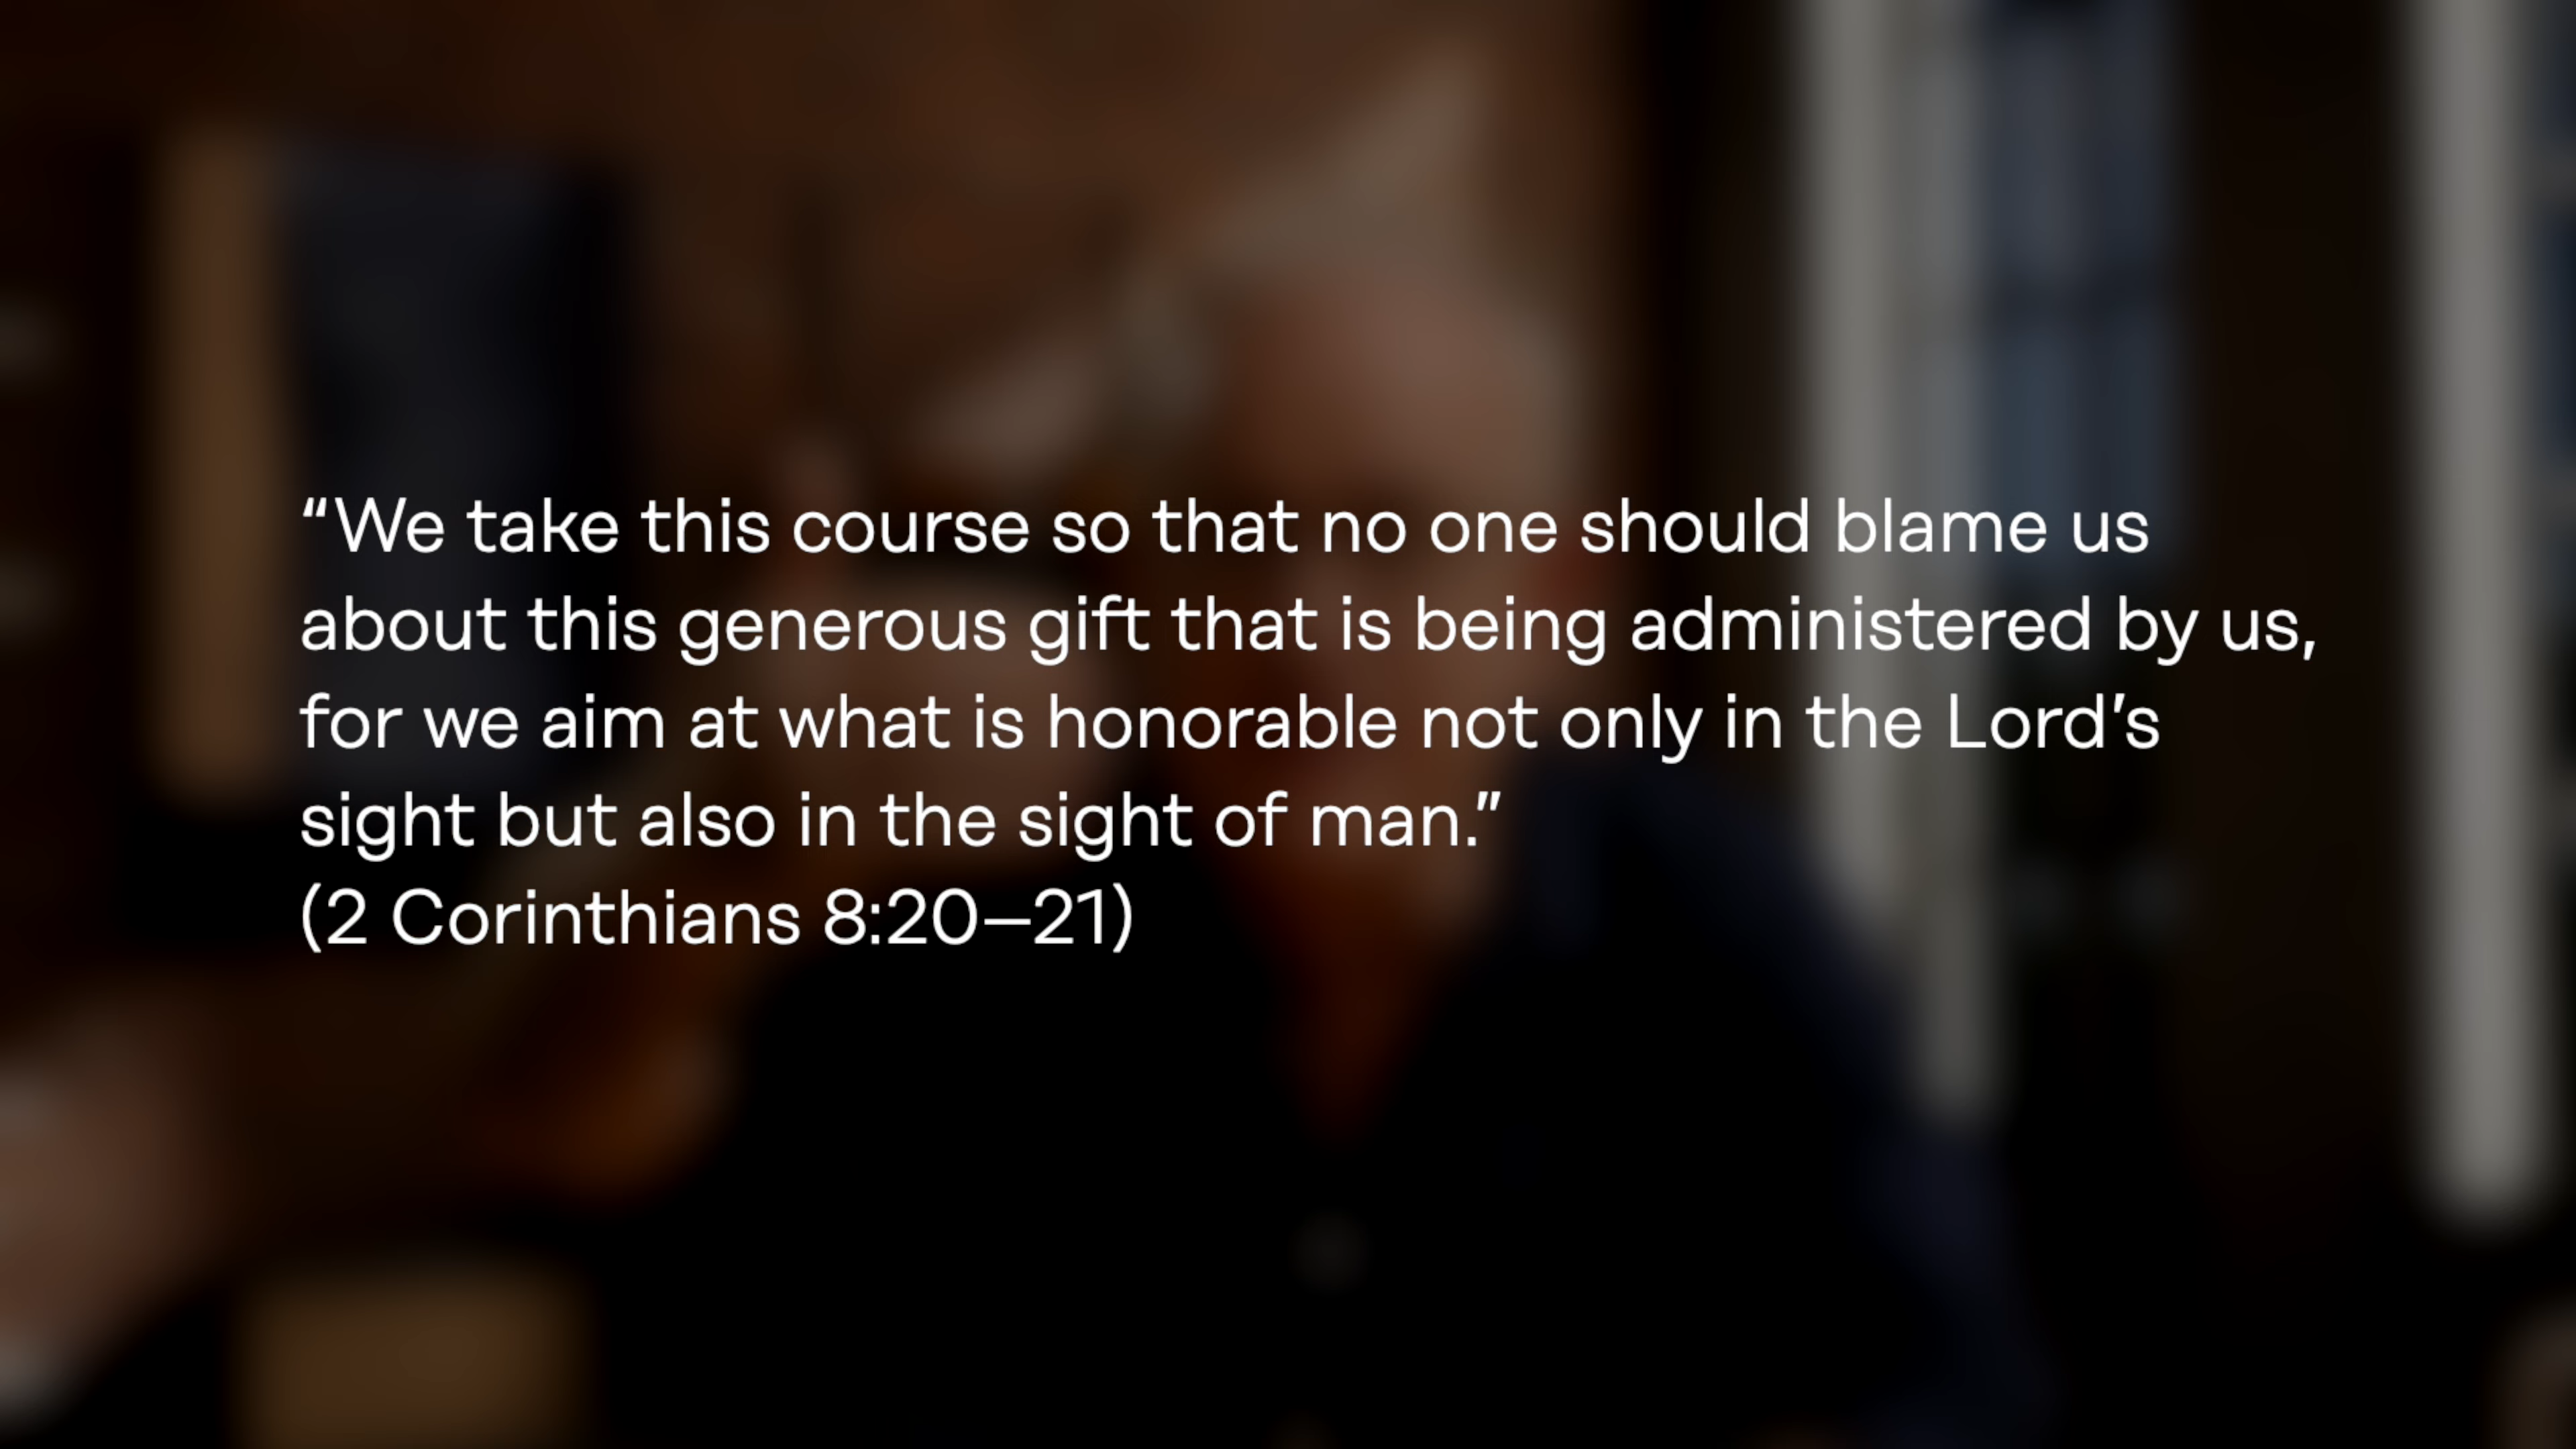 “We take this course so that no one should blame us
about this generous gift that is being administered by us,
for we aim at what is honorable not only in the Lord’s
sight but also in the sight of man.”
(2 Corinthians 8:20—21)